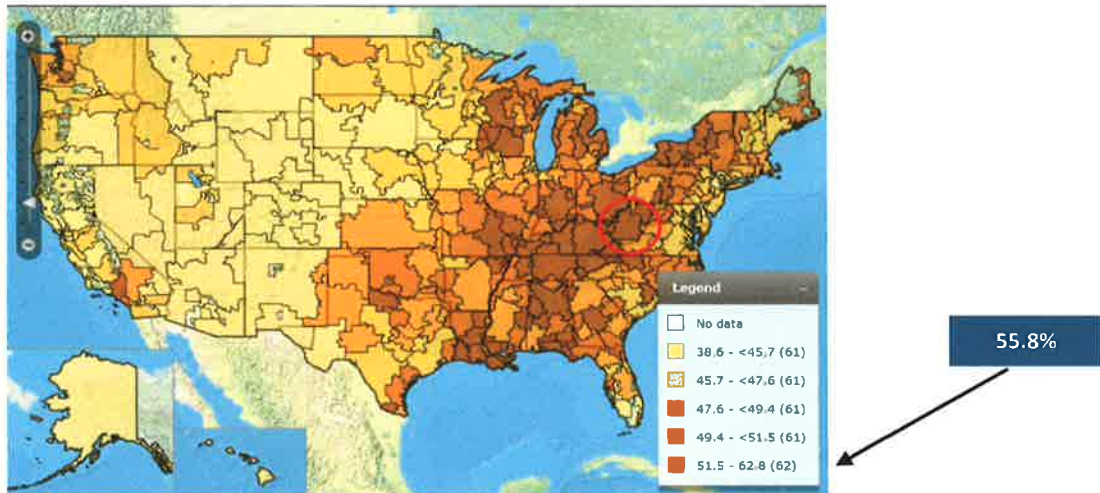 Legend
No data
38.6 - <45.7 (61)
45.7 - <47.6 (61)
47.6 - <49.4 (61)
49.4 - <51.5 (61)
51.5 - 62.8 (62)
55.8%